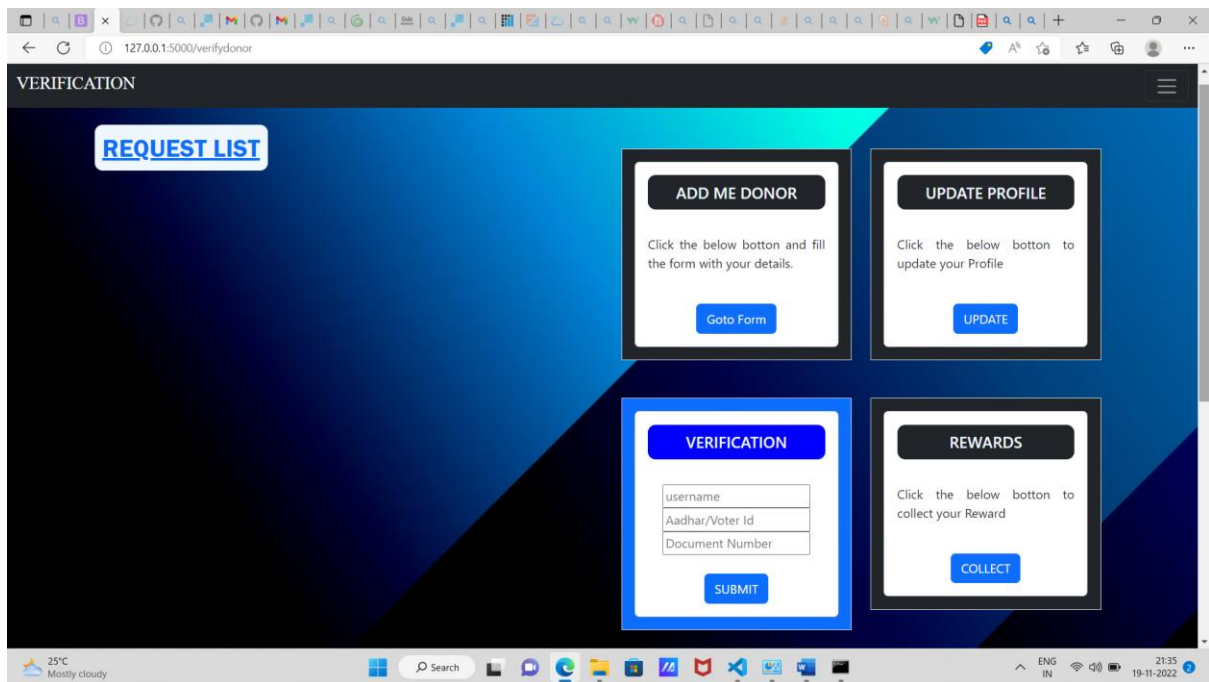 127.0.0.1:5000/verifydonor
VERIFICATION
REQUEST LIST
ADD ME DONOR
Click the below botton and fill
the form with your details.
Goto Form
UPDATE PROFILE
Click the below botton to
update your Profile
UPDATE
VERIFICATION
username
Aadhar/Voter Id
Document Number
SUBMIT
REWARDS
Click the below botton to
collect your Reward
COLLECT
25°C
Mostly cloudy
Search
ENG
IN
21:35
19-11-2022
2